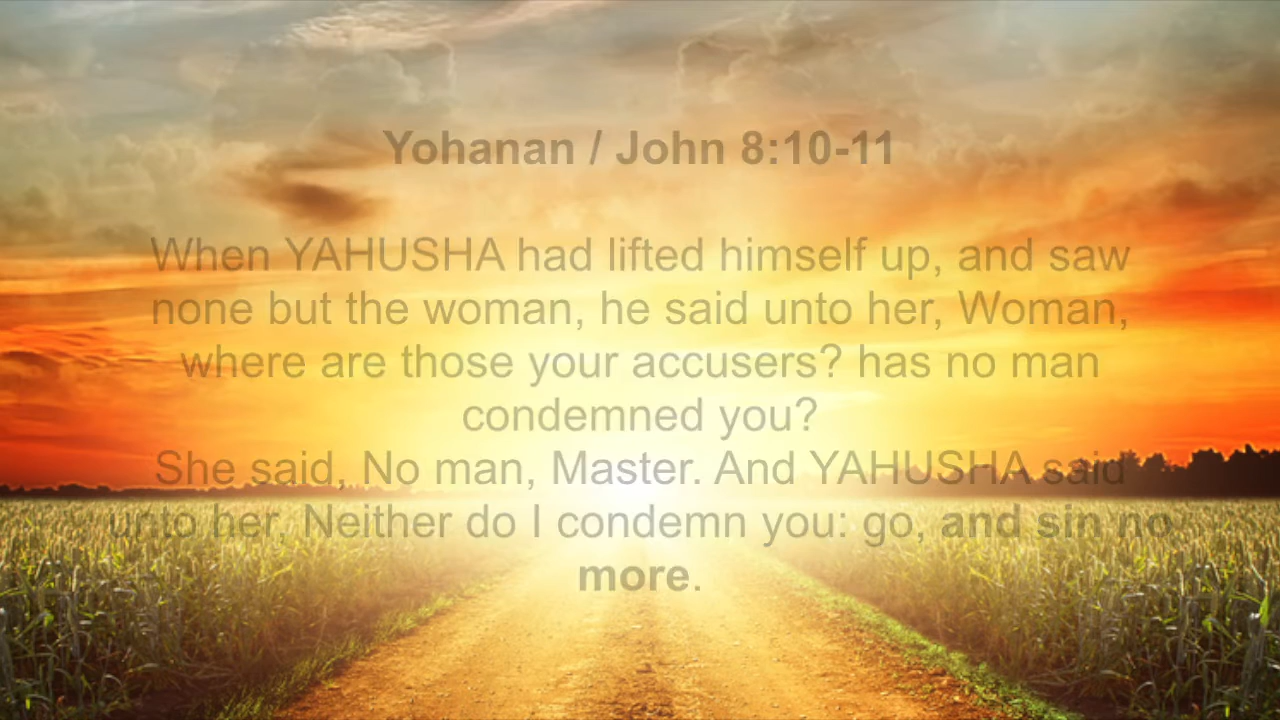 Yohanan / John 8:10-11
When YAHUSHA had lifted himself up, and saw
none but the woman, he said unto her, Woman,
where are those your accusers? has no man
condemned you?
She said, No man, Master. And YAHUSHA said
unto her, Neither do I condemn you: go, and sin no
more.